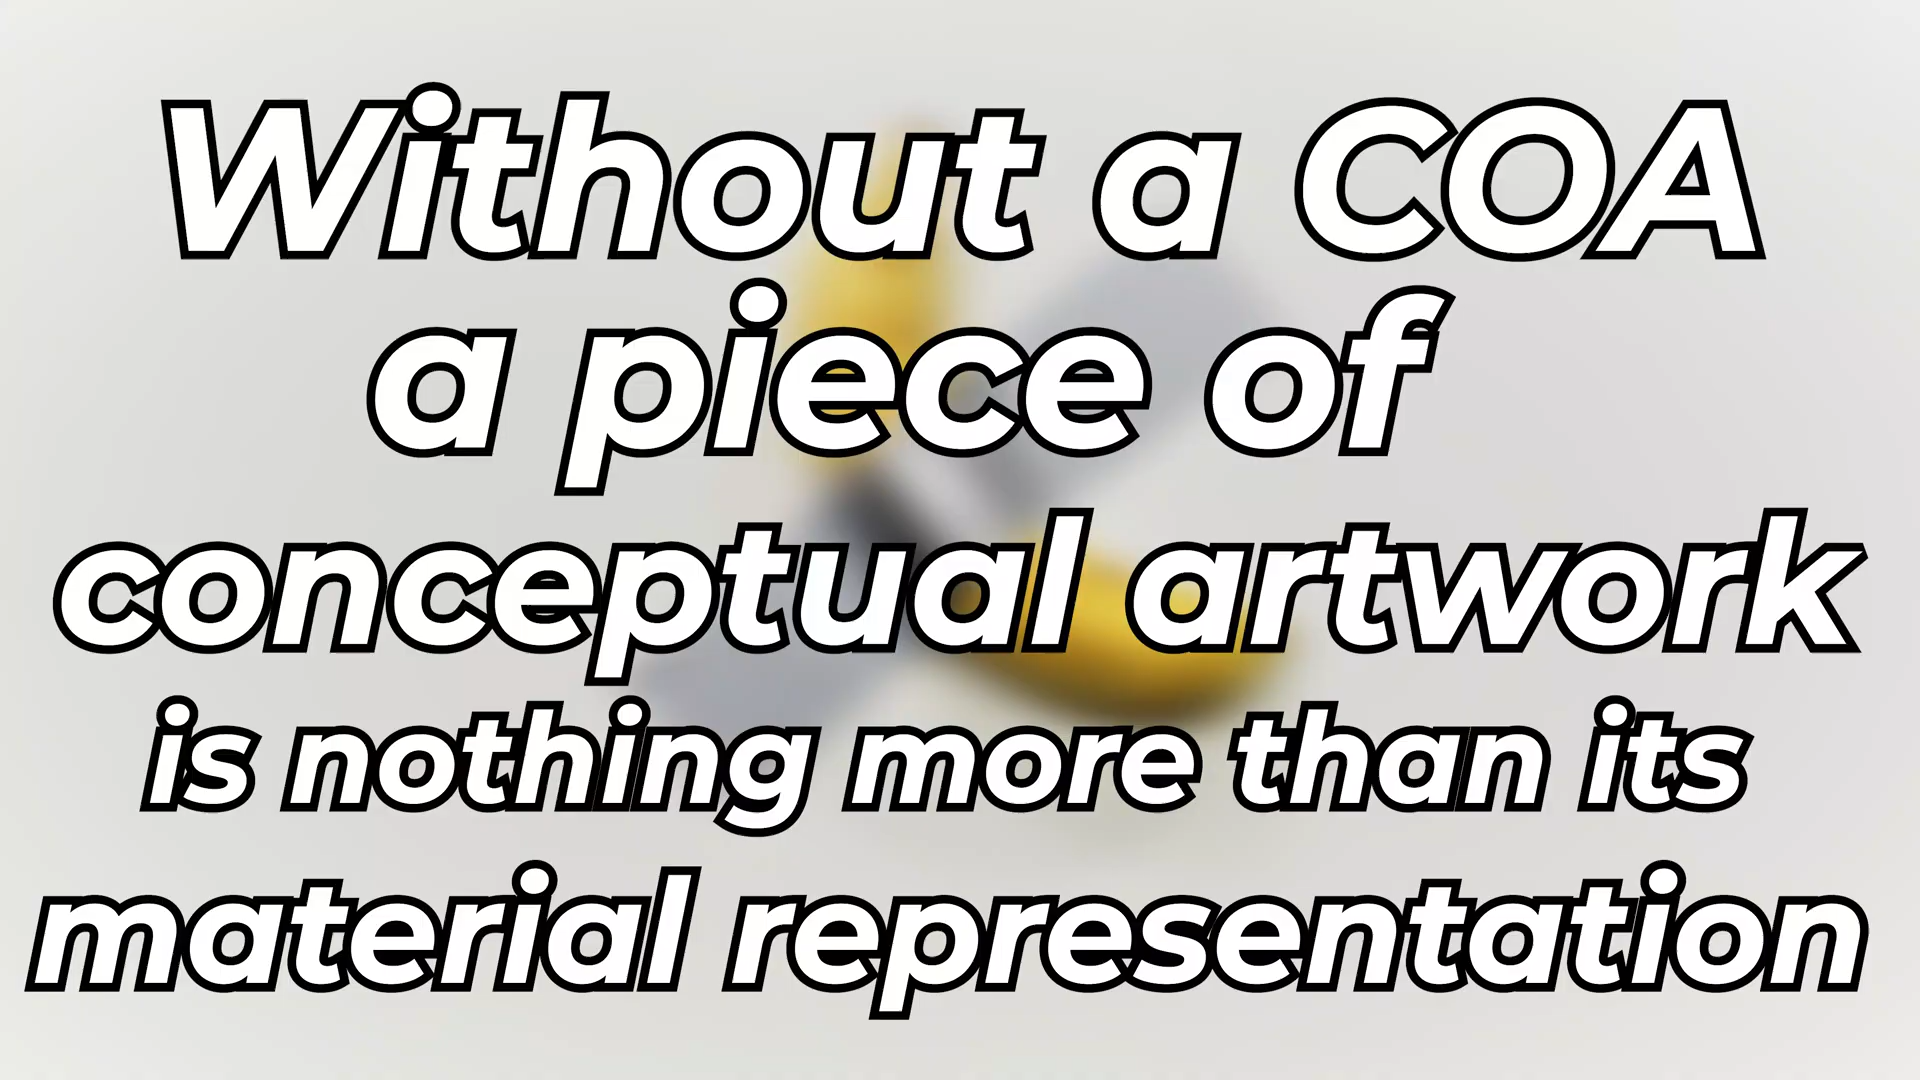 Without a COA
a piece of
conceptual artwork
is nothing more than its
material representation